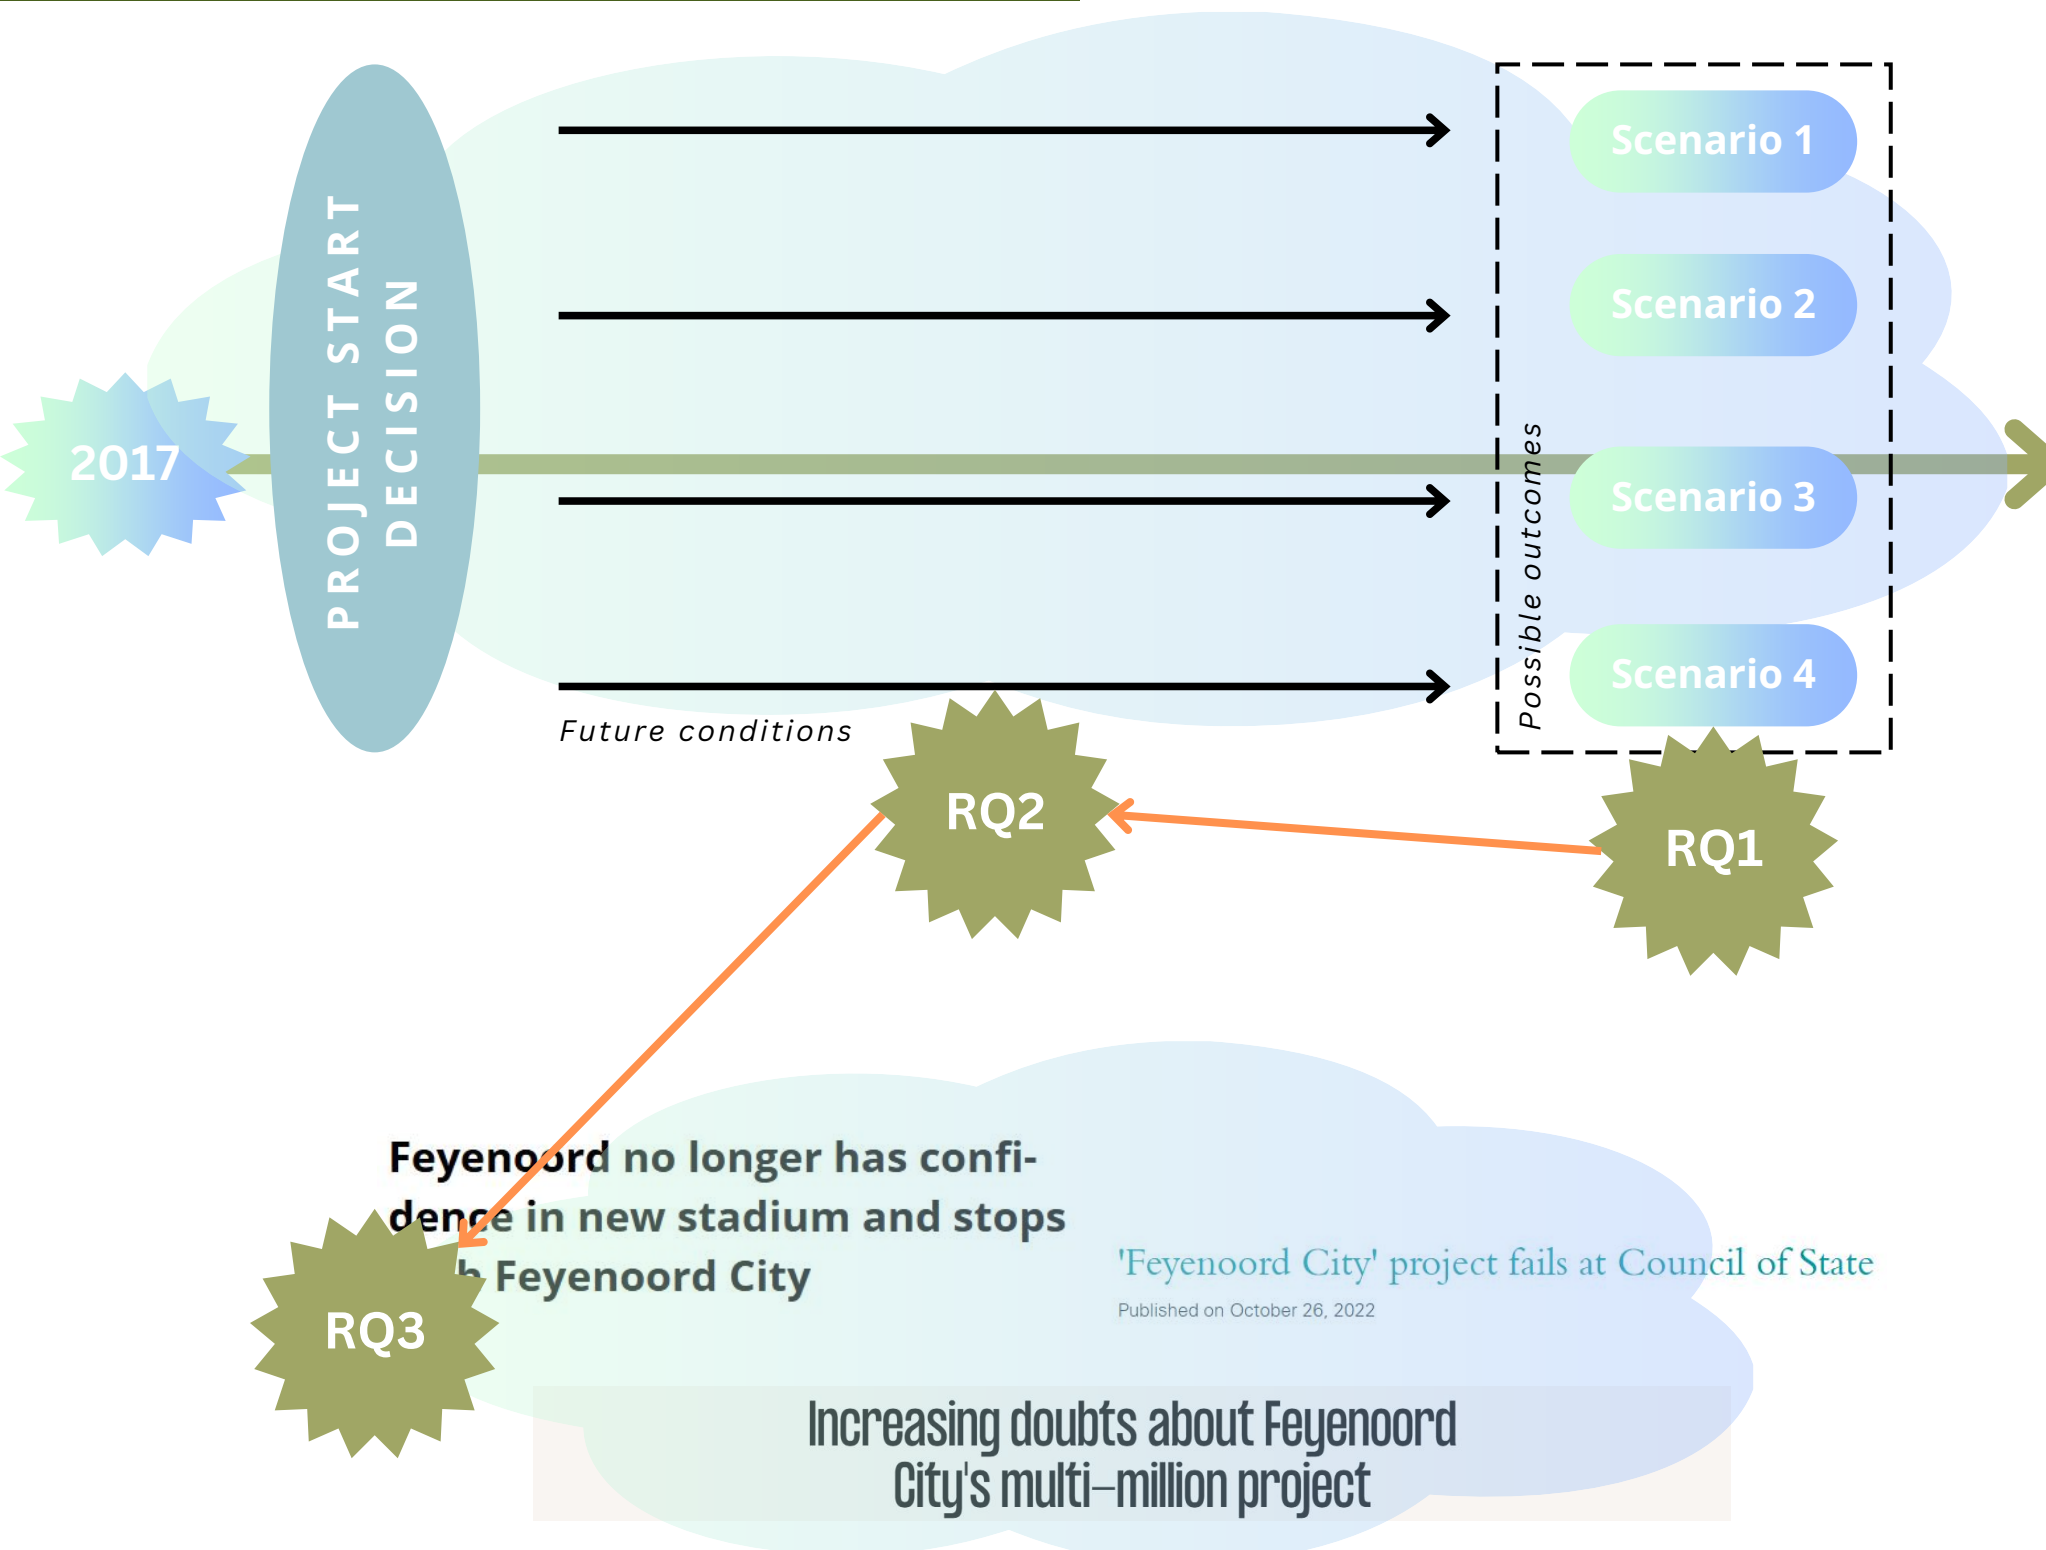 Scenario 1
Scenario 2
Scenario 3
Scenario 4
2017
PROJECT START
DECISION
Possible outcomes
Future conditions
RQ2
RQ1
Feyenoord no longer has confi-
dence in new stadium and stops
Feyenoord City
'Feyenoord City' project fails at Council of State
Published on October 26, 2022
RQ3
Increasing doubts about Feyenoord
City's multi-million project